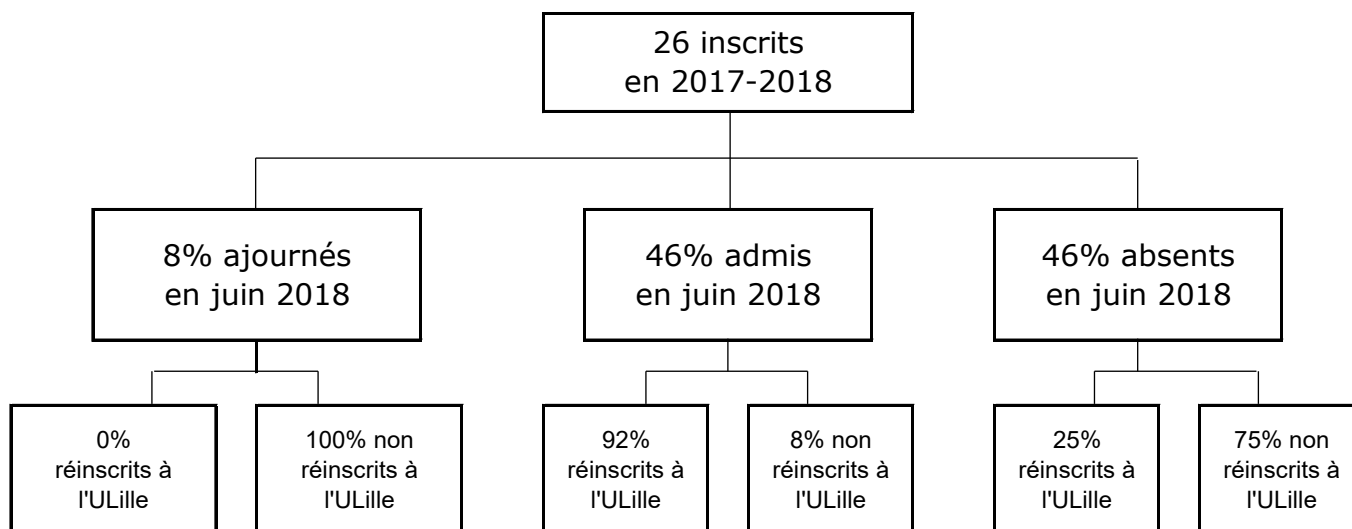 26 inscrits
en 2017-2018
8% ajournés
en juin 2018
46% admis
en juin 2018
46% absents
en juin 2018
0%
réinscrits à
l'ULille
100% non
réinscrits à
l'ULille
92%
réinscrits à
l'ULille
8% non
réinscrits à
l'ULille
25%
réinscrits à
l'ULille
75% non
réinscrits à
l'ULille